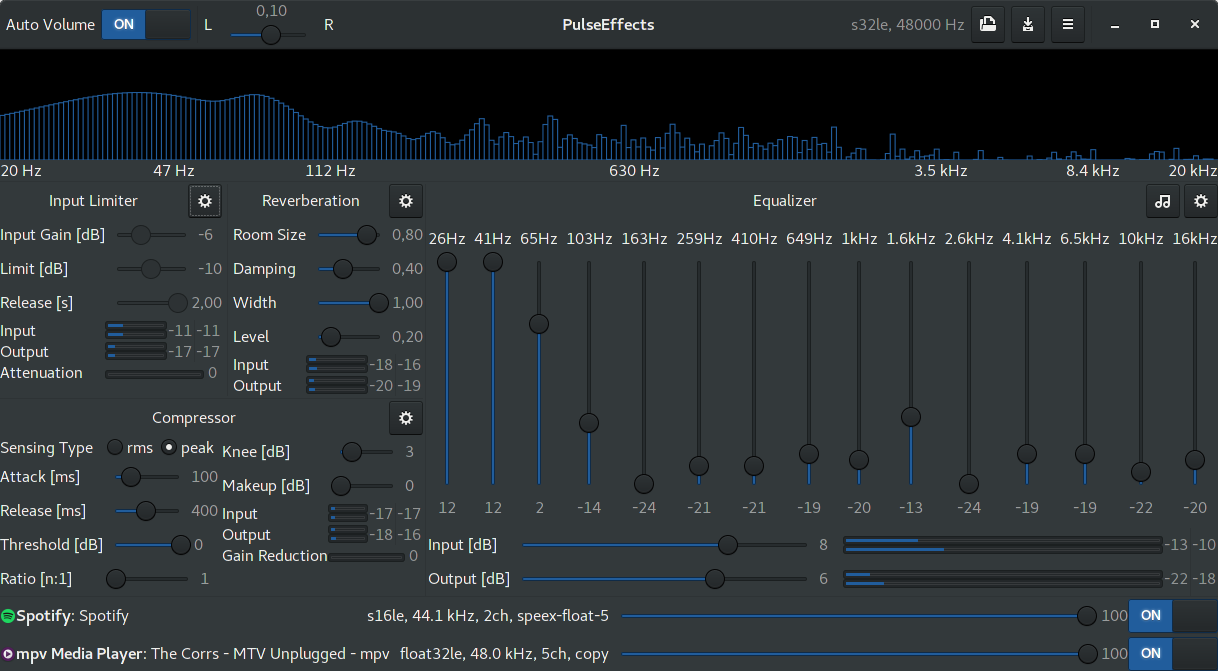 Auto Volume ON L 0,10 R PulseEffects s32le, 48000 Hz
20 Hz 47 Hz 112 Hz 630 Hz 3.5 kHz 8.4 kHz 20 kHz
Input Limiter
Input Gain [dB] -6
Limit [dB] -10
Release [s] 2,00
Input -11 -11
Output -17 -17
Attenuation 0
Reverberation
Room Size 0,80
Damping 0,40
Width 1,00
Level 0,20
Input -18 -16
Output -20 -19
Compressor
Sensing Type rms peak
Attack [ms] 100
Release [ms] 400
Threshold [dB] 0
Ratio [n:1] 1
Knee [dB] 3
Makeup [dB] 0
Input -17 -17
Output -18 -16
Gain Reduction 0
Equalizer
26Hz 41Hz 65Hz 103Hz 163Hz 259Hz 410Hz 649Hz 1kHz 1.6kHz 2.6kHz 4.1kHz 6.5kHz 10kHz 16kHz
12 12 2 -14 -24 -21 -21 -19 -20 -13 -24 -19 -19 -22 -20
Input [dB] 8 -13 -10
Output [dB] 6 -22 -18
Spotify: Spotify s16le, 44.1 kHz, 2ch, speex-float-5 100 ON
mpv Media Player: The Corrs - MTV Unplugged - mpv float32le, 48.0 kHz, 5ch, copy 100 ON